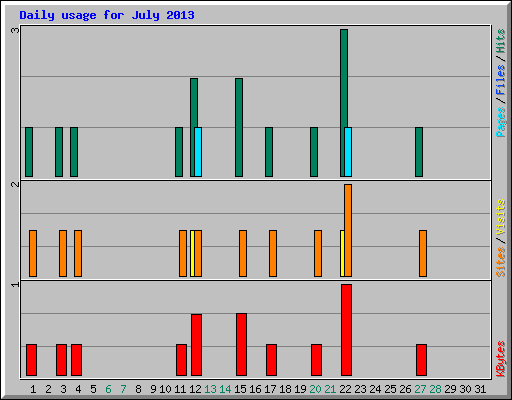 Daily usage for July 2013
3
Pages/Files/Hits
2
Sites/Visits
1
KBytes
1 2 3 4 5 6 7 8 9 10 11 12 13 14 15 16 17 18 19 20 21 22 23 24 25 26 27 28 29 30 31